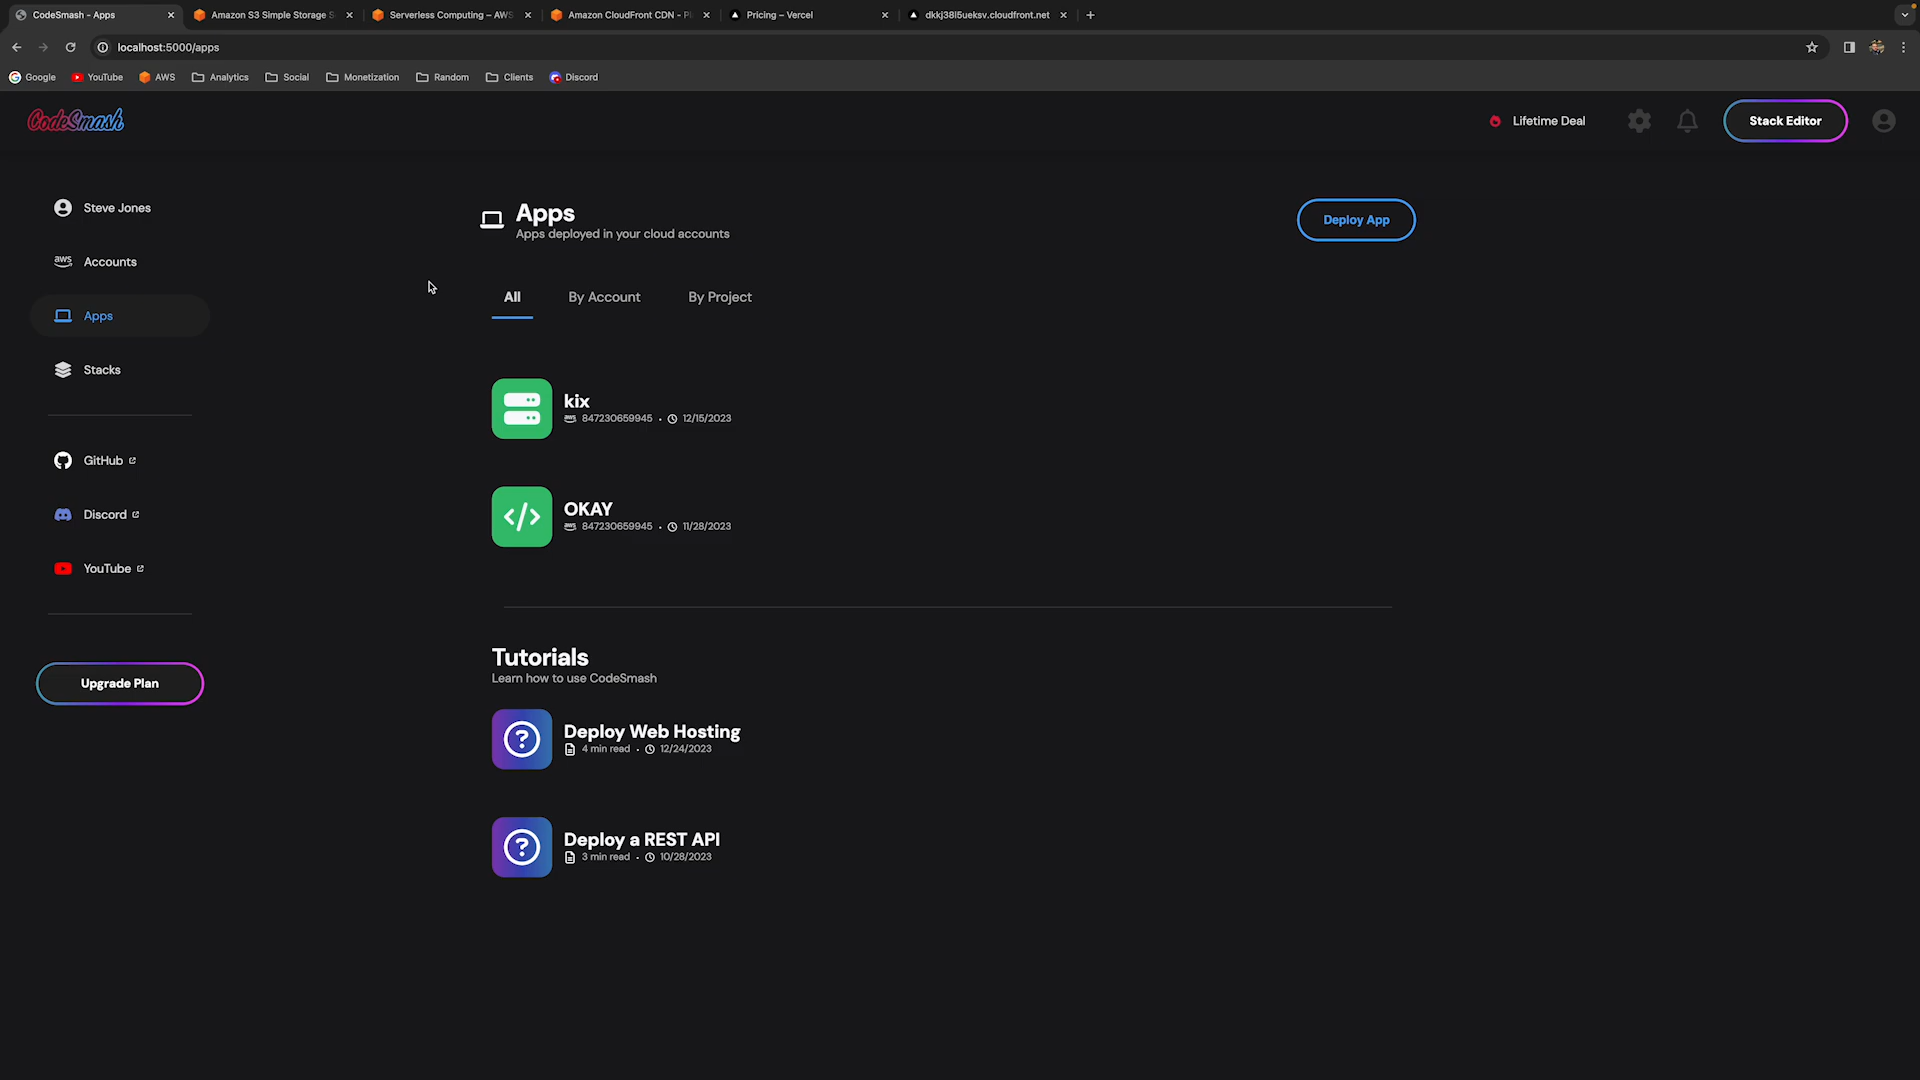 CodeSmash - Apps
Amazon S3 Simple Storage S
Serverless Computing – AWS
Amazon CloudFront CDN - Pl
Pricing – Vercel
dkkj38l5ueksv.cloudfront.net
localhost:5000/apps
Google
YouTube
AWS
Analytics
Social
Monetization
Random
Clients
Discord
CodeSmash
Lifetime Deal
Stack Editor
Steve Jones
Accounts
Apps
Stacks
GitHub
Discord
YouTube
Upgrade Plan
Apps
Apps deployed in your cloud accounts
Deploy App
All
By Account
By Project
kix
aws 847230659945 • 12/15/2023
OKAY
aws 847230659945 • 11/28/2023
Tutorials
Learn how to use CodeSmash
Deploy Web Hosting
4 min read • 12/24/2023
Deploy a REST API
3 min read • 10/28/2023